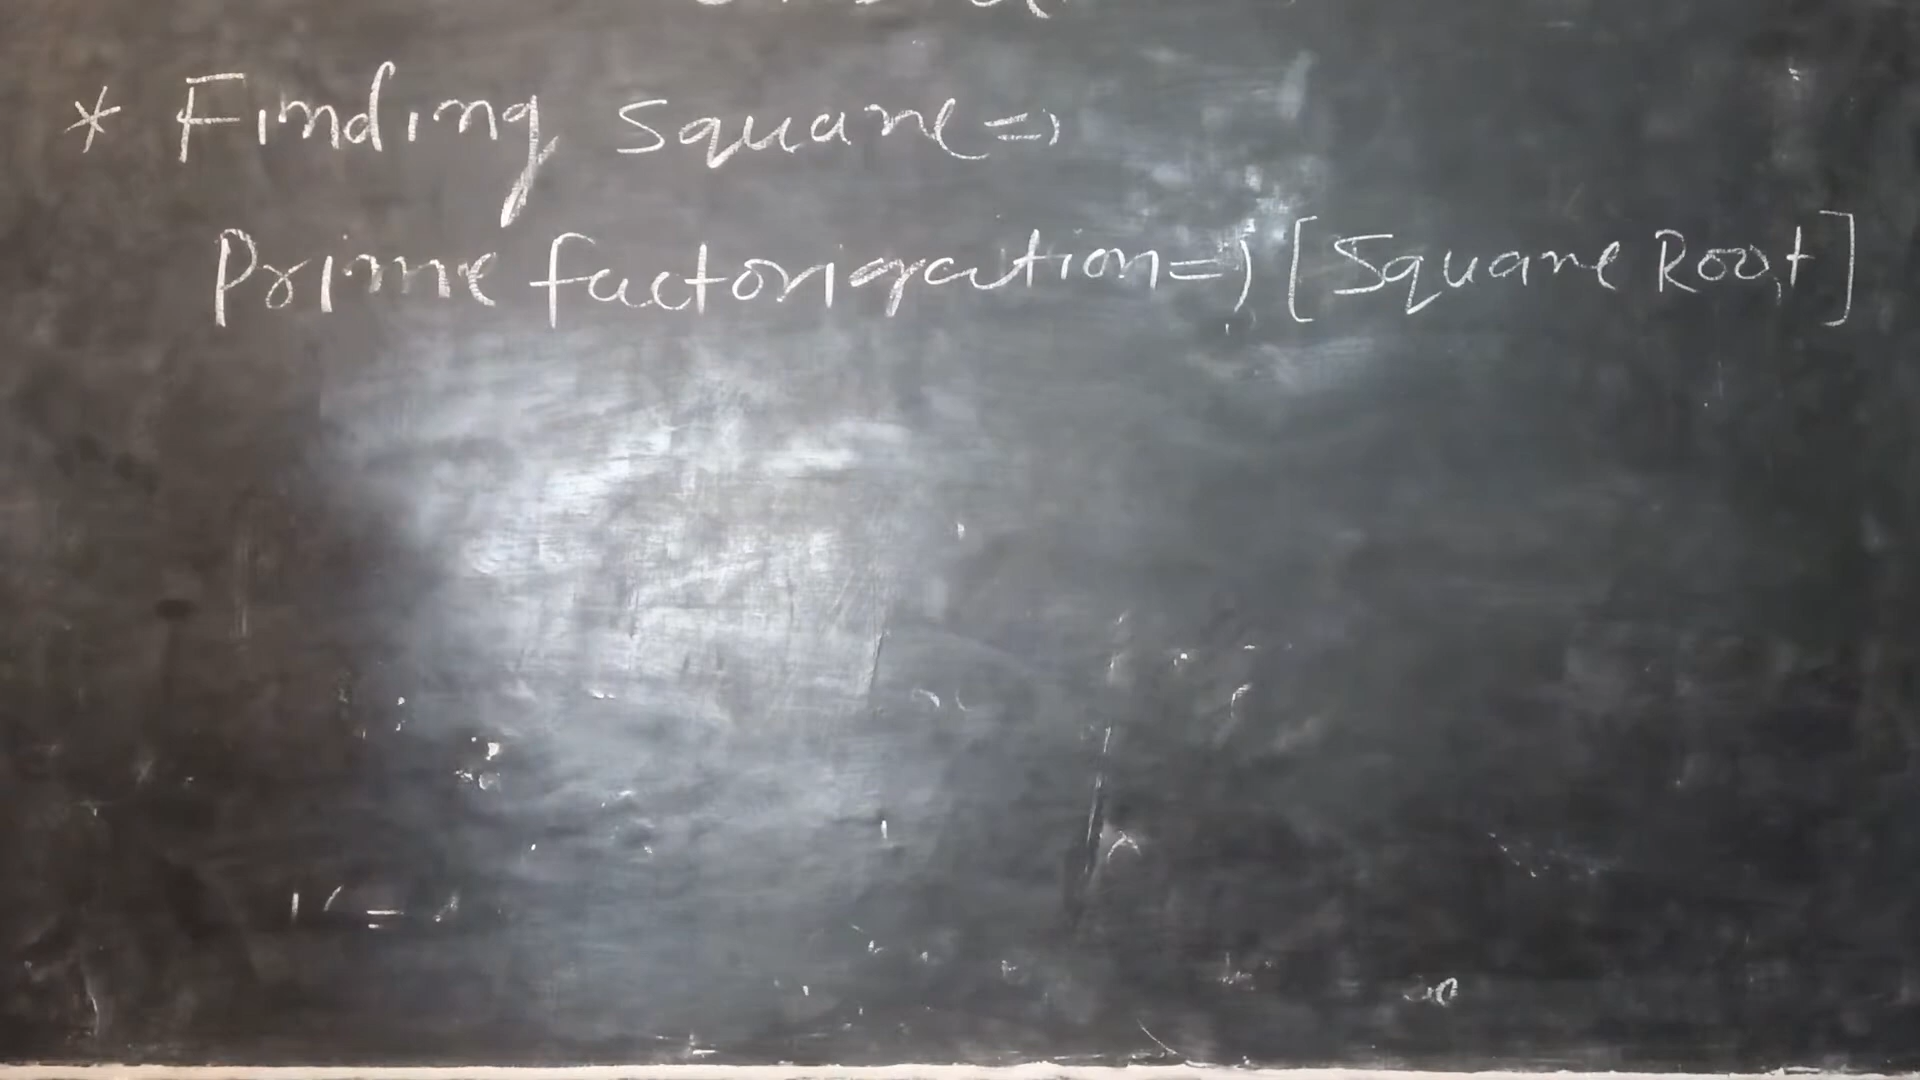 * Finding Square =>
Prime factorization => [Square Root]